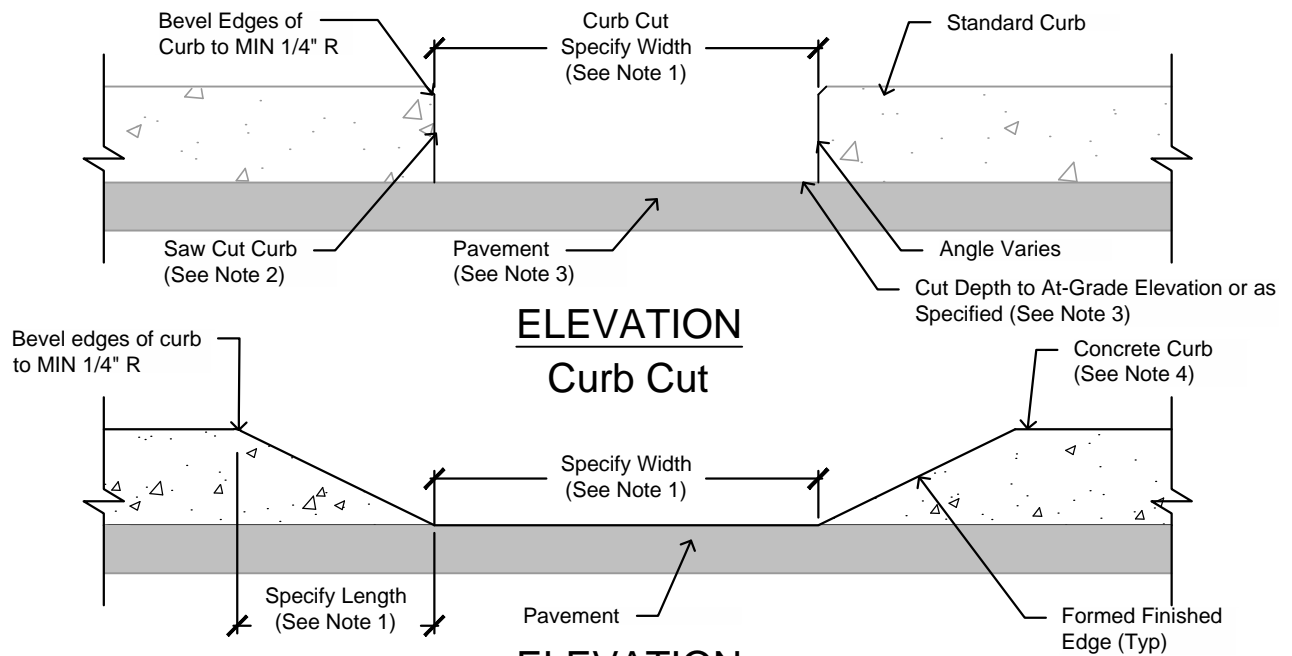 Bevel Edges of
Curb to MIN 1/4" R
Curb Cut
Specify Width
(See Note 1)
Standard Curb
Saw Cut Curb
(See Note 2)
Pavement
(See Note 3)
Angle Varies
Cut Depth to At-Grade Elevation or as
Specified (See Note 3)
ELEVATION
Curb Cut
Bevel edges of curb
to MIN 1/4" R
Concrete Curb
(See Note 4)
Specify Width
(See Note 1)
Specify Length
(See Note 1)
Pavement
Formed Finished
Edge (Typ)
ELEVATION